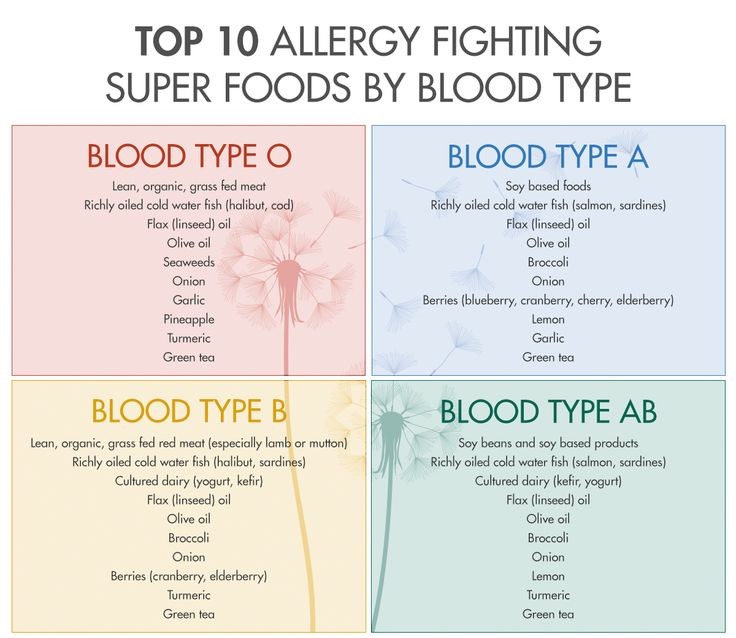 TOP 10 ALLERGY FIGHTING
SUPER FOODS BY BLOOD TYPE
BLOOD TYPE O
Lean, organic, grass fed meat
Richly oiled cold water fish (halibut, cod)
Flax (linseed) oil
Olive oil
Seaweeds
Onion
Garlic
Pineapple
Turmeric
Green tea
BLOOD TYPE A
Soy based foods
Richly oiled cold water fish (salmon, sardines)
Flax (linseed) oil
Olive oil
Broccoli
Onion
Berries (blueberry, cranberry, cherry, elderberry)
Lemon
Garlic
Green tea
BLOOD TYPE B
Lean, organic, grass fed red meat (especially lamb or mutton)
Richly oiled cold water fish (halibut, sardines)
Cultured dairy (yogurt, kefir)
Flax (linseed) oil
Olive oil
Broccoli
Onion
Berries (cranberry, elderberry)
Turmeric
Green tea
BLOOD TYPE AB
Soy beans and soy based products
Richly oiled cold water fish (salmon, sardines)
Cultured dairy (kefir, yogurt)
Flax (linseed) oil
Olive oil
Broccoli
Onion
Lemon
Turmeric
Green tea